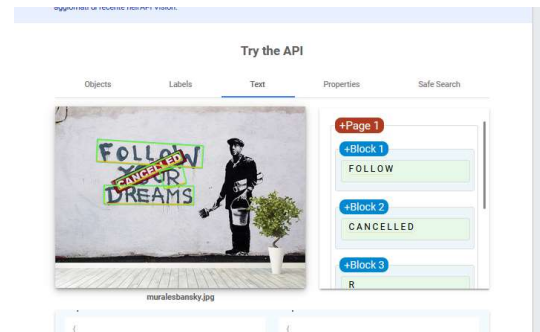 aggiornati di recente nell'API Vision.
Try the API
Objects Labels Text Properties Safe Search
FOLLOW
YOUR
CANCELLED
DREAMS
muralesbansky.jpg
+Page 1
+Block 1
FOLLOW
+Block 2
CANCELLED
+Block 3
R
{ {